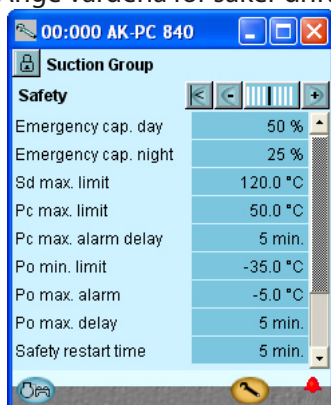 Ange värdena för säker drift
00:000 AK-PC 840
Suction Group
Safety
Emergency cap. day 50 %
Emergency cap. night 25 %
Sd max. limit 120.0 °C
Pc max. limit 50.0 °C
Pc max. alarm delay 5 min.
Po min. limit -35.0 °C
Po max. alarm -5.0 °C
Po max. delay 5 min.
Safety restart time 5 min.